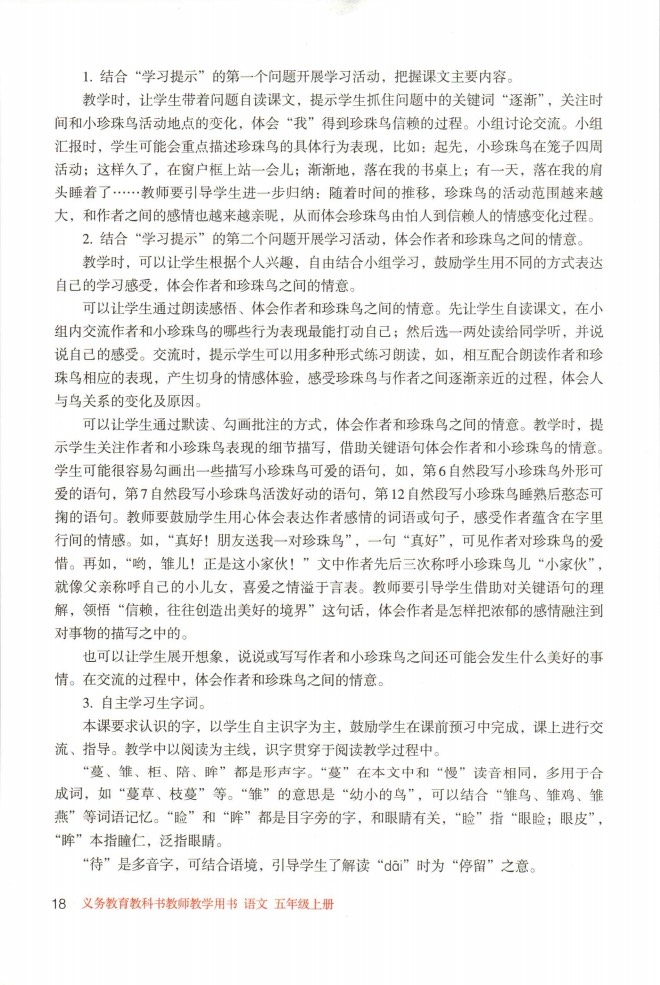 1. 结合“学习提示”的第一个问题开展学习活动，把握课文主要内容。
教学时，让学生带着问题自读课文，提示学生抓住问题中的关键词“逐渐”，关注时
间和小珍珠鸟活动地点的变化，体会“我”得到珍珠鸟信赖的过程。小组讨论交流。小组
汇报时，学生可能会重点描述珍珠鸟的具体行为表现，比如：起先，小珍珠鸟在笼子四周
活动；这样久了，在窗户框上站一会儿；渐渐地，落在我的书桌上；有一天，落在我的肩
头睡着了……教师要引导学生进一步归纳：随着时间的推移，珍珠鸟的活动范围越来越
大，和作者之间的感情也越来越亲昵，从而体会珍珠鸟由怕人到信赖人的情感变化过程。
2. 结合“学习提示”的第二个问题开展学习活动，体会作者和珍珠鸟之间的情意。
教学时，可以让学生根据个人兴趣，自由结合小组学习，鼓励学生用不同的方式表达
自己的学习感受，体会作者和珍珠鸟之间的情意。
可以让学生通过朗读感悟、体会作者和珍珠鸟之间的情意。先让学生自读课文，在小
组内交流作者和小珍珠鸟的哪些行为表现最能打动自己；然后选一两处读给同学听，并说
说自己的感受。交流时，提示学生可以用多种形式练习朗读，如，相互配合朗读作者和珍
珠鸟相应的表现，产生切身的情感体验，感受珍珠鸟与作者之间逐渐亲近的过程，体会人
与鸟关系的变化及原因。
可以让学生通过默读、勾画批注的方式，体会作者和珍珠鸟之间的情意。教学时，提
示学生关注作者和小珍珠鸟表现的细节描写，借助关键语句体会作者和珍珠鸟的情意。
学生可能很容易勾画出一些描写小珍珠鸟可爱的语句，如，第6自然段写小珍珠鸟外形可
爱的语句，第7自然段写小珍珠鸟活泼好动的语句，第12自然段写小珍珠鸟睡熟后憨态可
掬的语句。教师要鼓励学生用心体会表达作者感情的词语或句子，感受作者蕴含在字里
行间的情感。如，“真好！朋友送我一对珍珠鸟”，一句“真好”，可见作者对珍珠鸟的爱
惜。再如，“哟，雏儿！正是这小家伙！”文中作者先后三次称呼小珍珠鸟儿“小家伙”，
就像父亲称呼自己的小儿女，喜爱之情溢于言表。教师要引导学生借助对关键语句的理
解，领悟“信赖，往往创造出美好的境界”这句话，体会作者是怎样把浓郁的感情融注到
对事物的描写之中的。
也可以让学生展开想象，说说或写写作者和小珍珠鸟之间还可能会发生什么美好的事
情。在交流的过程中，体会作者和珍珠鸟之间的情意。
3. 自主学习生字词。
本课要求认识的字，以学生自主识字为主，鼓励学生在课前预习中完成，课上进行交
流、指导。教学中以阅读为主线，识字贯穿于阅读教学过程中。
“蔓、雏、柜、陪、眸”都是形声字。“蔓”在本文中和“慢”读音相同，多用于合
成词，如“蔓草、枝蔓”等。“雏”的意思是“幼小的鸟”，可以结合“雏鸟、雏鸡、雏
燕”等词语记忆。“睑”和“眸”都是目字旁的字，和眼睛有关，“睑”指“眼睑；眼皮”，
“眸”本指瞳仁，泛指眼睛。
“待”是多音字，可结合语境，引导学生了解读“dāi”时为“停留”之意。
18 义务教育教科书教师教学用书 语文 五年级上册